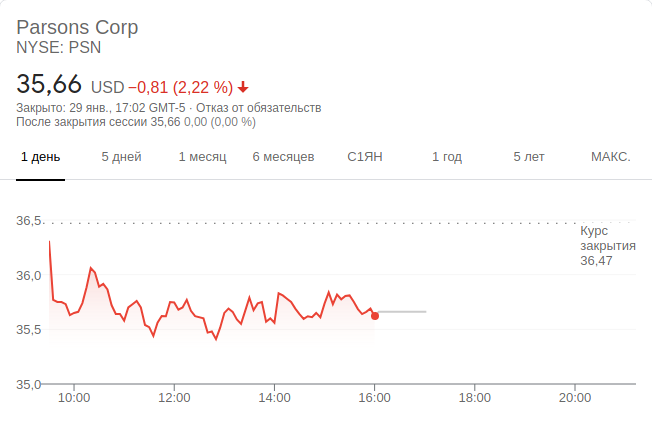 Parsons Corp
NYSE: PSN
35,66 USD −0,81 (2,22 %)
Закрыто: 29 янв., 17:02 GMT-5 · Отказ от обязательств
После закрытия сессии 35,66 0,00 (0,00 %)
1 день 5 дней 1 месяц 6 месяцев С1ЯН 1 год 5 лет МАКС.
36,5
Курс
закрытия
36,47
36,0
35,5
35,0
10:00 12:00 14:00 16:00 18:00 20:00